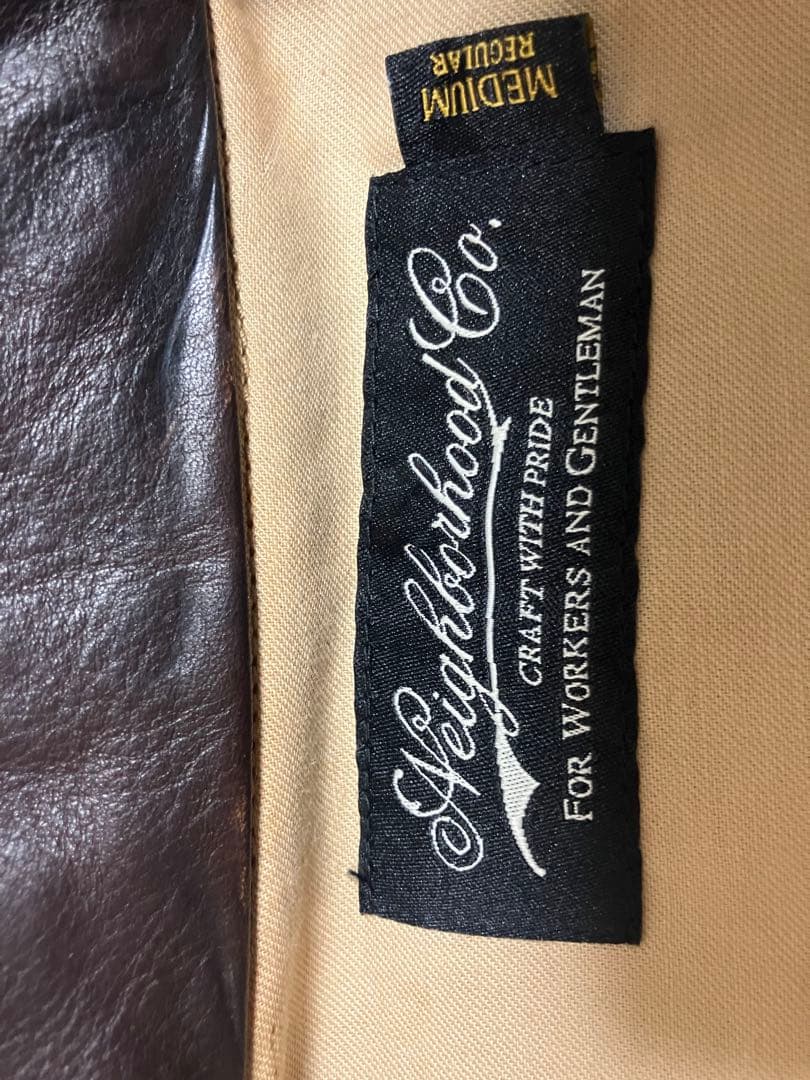 Neighborhood Co.
CRAFT WITH PRIDE
FOR WORKERS AND GENTLEMAN
MEDIUM
REGULAR